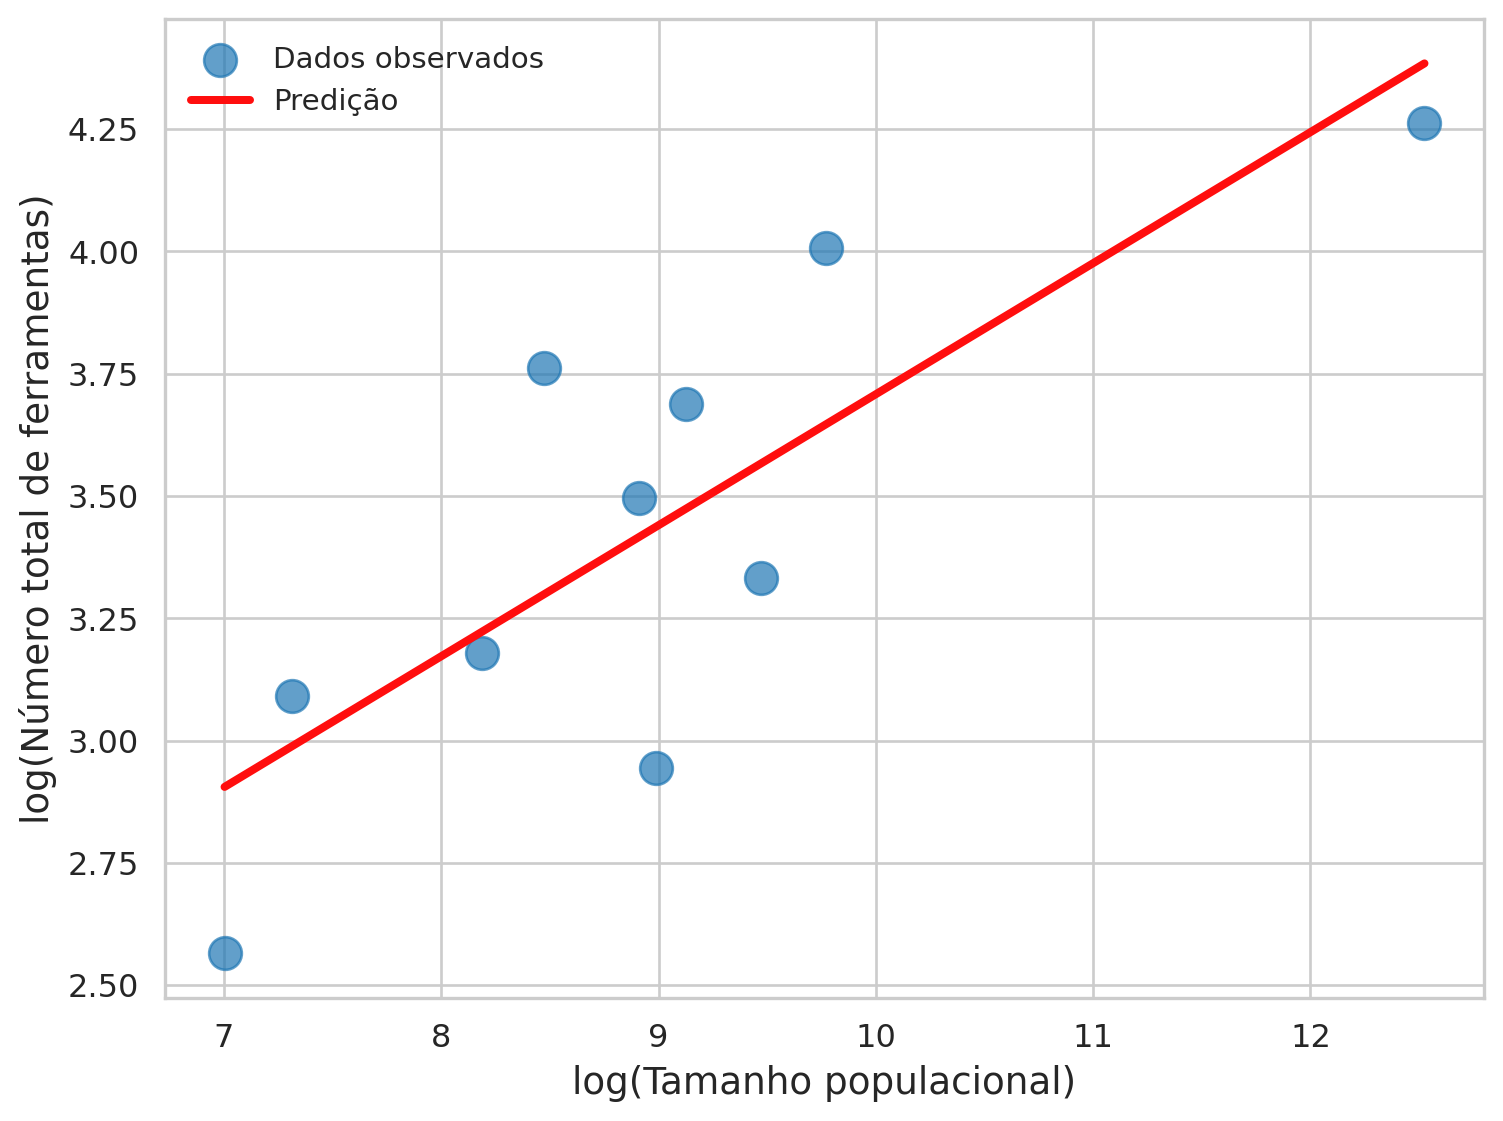 Dados observados
Predição
4.25
4.00
3.75
3.50
3.25
3.00
2.75
2.50
log(Número total de ferramentas)
7 8 9 10 11 12
log(Tamanho populacional)